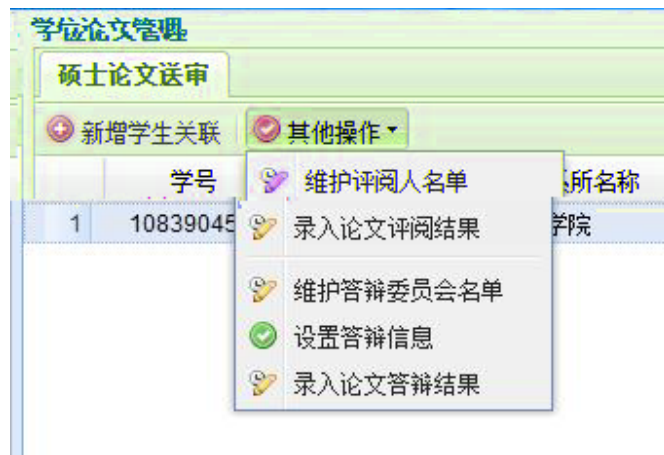 学位论文管理
硕士论文送审
新增学生关联 其他操作
学号 维护评阅人名单 所名称
1 10839045 录入论文评阅结果 学院
维护答辩委员会名单
设置答辩信息
录入论文答辩结果